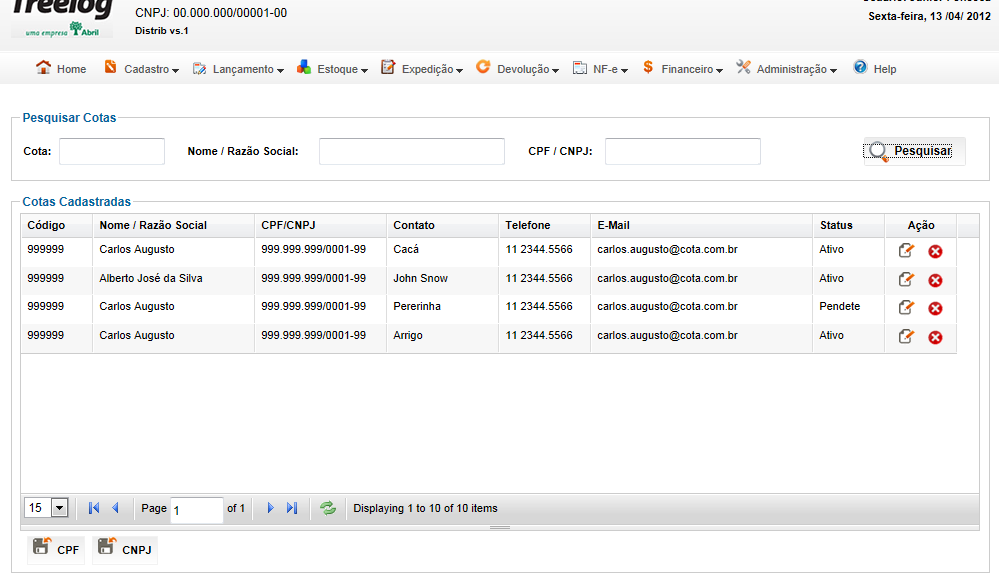 Treelog
uma empresa Abril
CNPJ: 00.000.000/00001-00
Distrib vs.1
Sexta-feira, 13 /04/ 2012
Home Cadastro Lançamento Estoque Expedição Devolução NF-e Financeiro Administração Help
Pesquisar Cotas
Cota: Nome / Razão Social: CPF / CNPJ: Pesquisar
Cotas Cadastradas
Código Nome / Razão Social CPF/CNPJ Contato Telefone E-Mail Status Ação
999999 Carlos Augusto 999.999.999/0001-99 Cacá 11 2344.5566 carlos.augusto@cota.com.br Ativo
999999 Alberto José da Silva 999.999.999/0001-99 John Snow 11 2344.5566 carlos.augusto@cota.com.br Ativo
999999 Carlos Augusto 999.999.999/0001-99 Pererinha 11 2344.5566 carlos.augusto@cota.com.br Pendete
999999 Carlos Augusto 999.999.999/0001-99 Arrigo 11 2344.5566 carlos.augusto@cota.com.br Ativo
15 Page 1 of 1 Displaying 1 to 10 of 10 items
CPF CNPJ